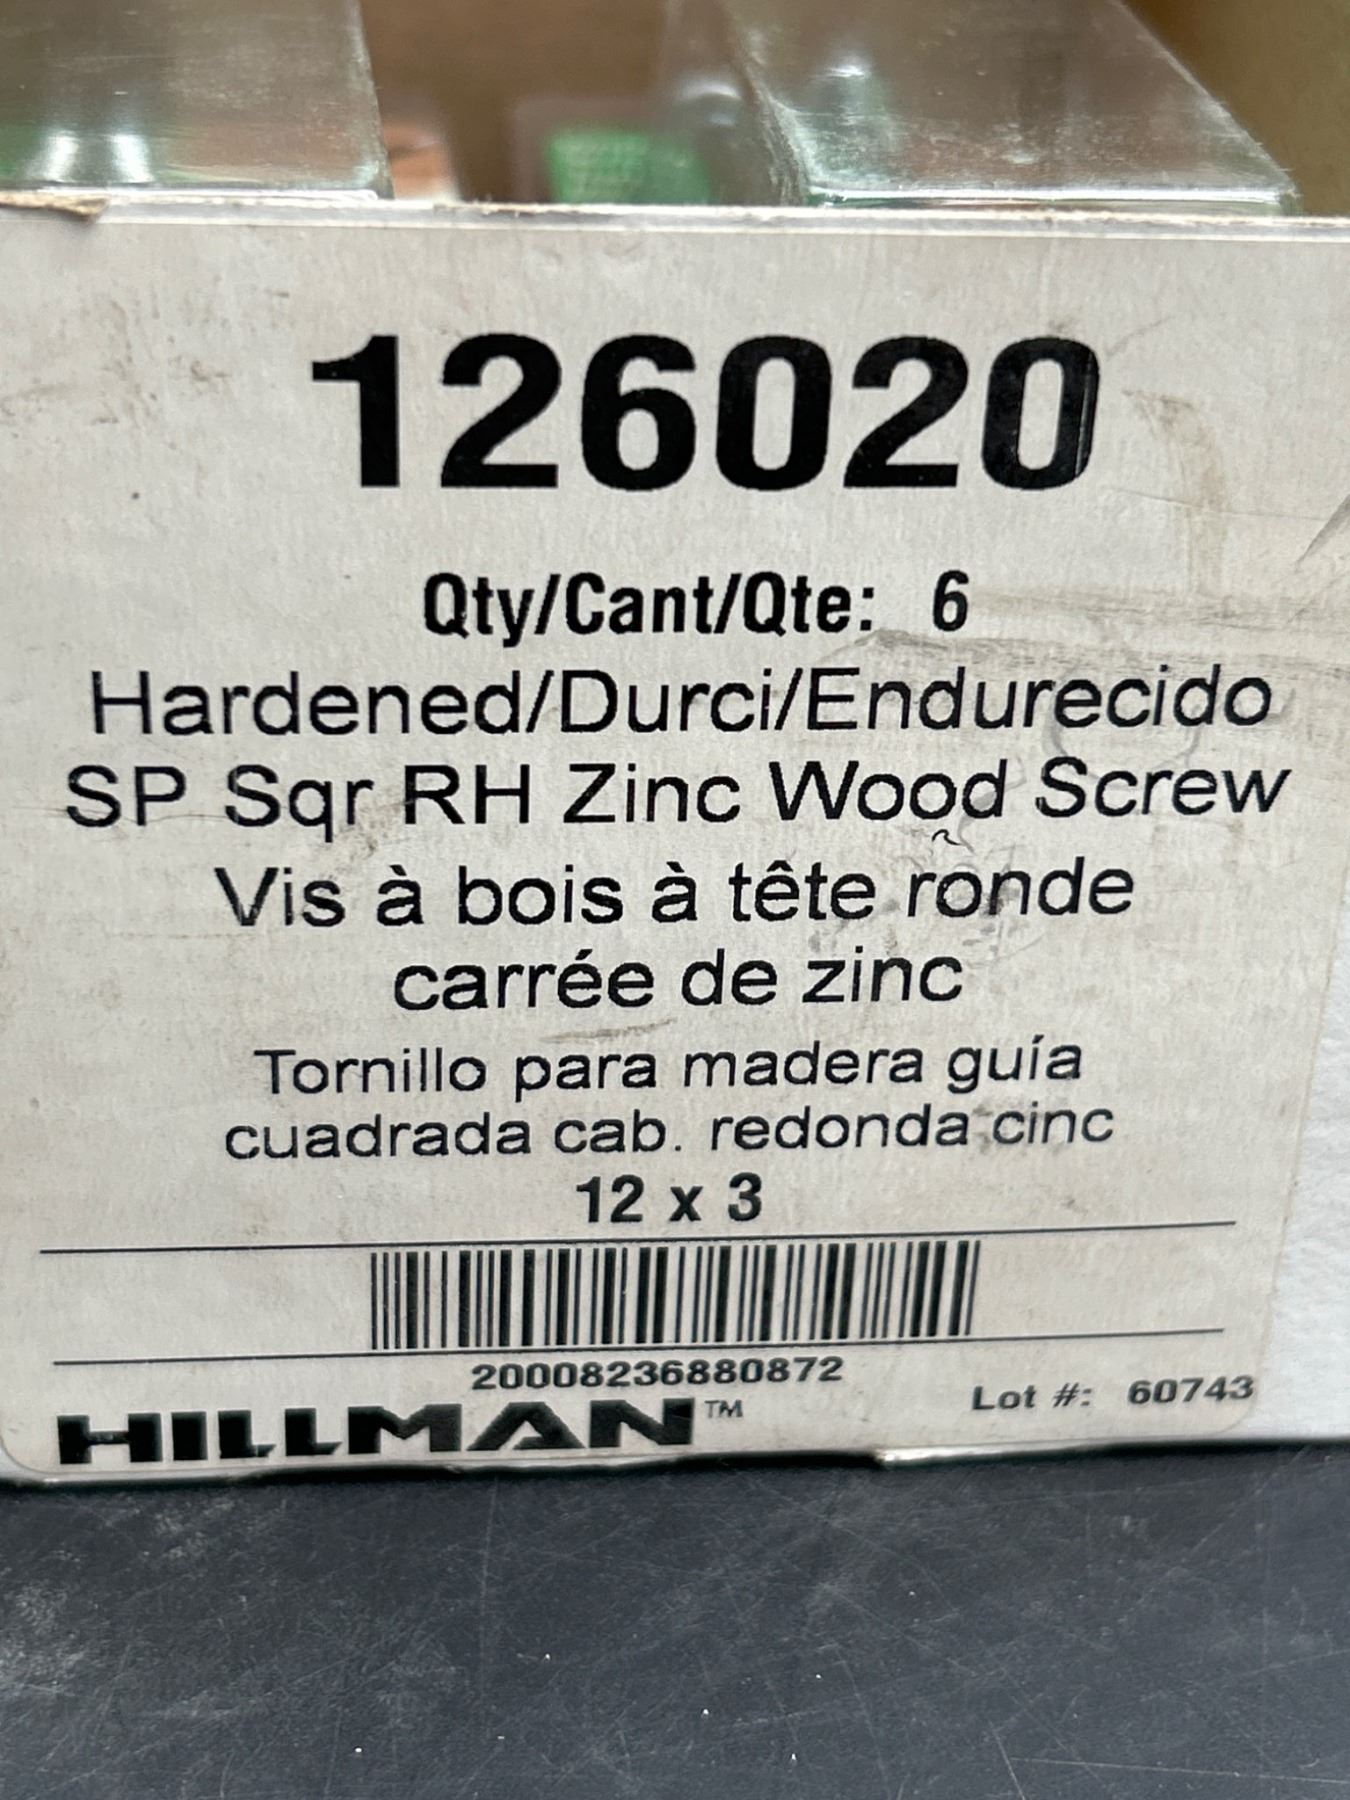 126020
Qty/Cant/Qte: 6
Hardened/Durci/Endurecido
SP Sqr RH Zinc Wood Screw
Vis à bois à tête ronde
carrée de zinc
Tornillo para madera guía
cuadrada cab. redonda cinc
12 x 3
20008236880872
HILLMAN™
Lot #: 60743